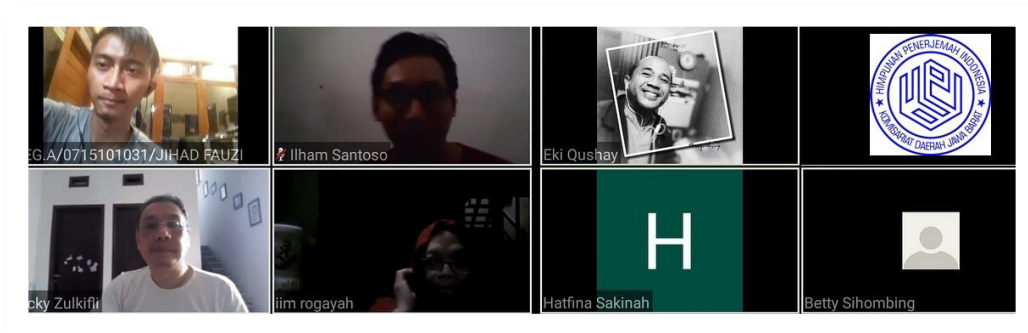 EG.A/0715101031/JIHAD FAUZI
Ilham Santoso
Eki Qushay
HIMPUNAN PENERJEMAH INDONESIA
KOMISARIAT DAERAH JAWA BARAT
cky Zulkifli
iim rogayah
H
Hatfina Sakinah
Betty Sihombing